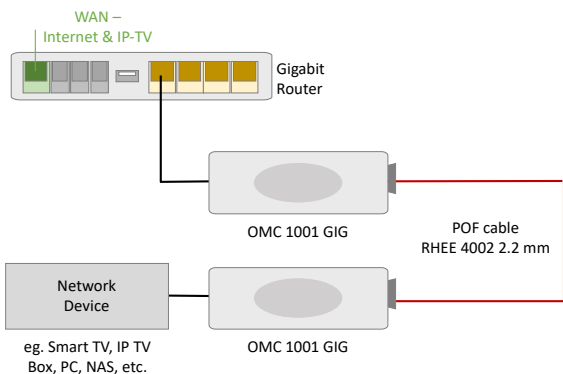 WAN –
Internet & IP-TV
Gigabit
Router
OMC 1001 GIG
POF cable
RHEE 4002 2.2 mm
Network
Device
OMC 1001 GIG
eg. Smart TV, IP TV
Box, PC, NAS, etc.